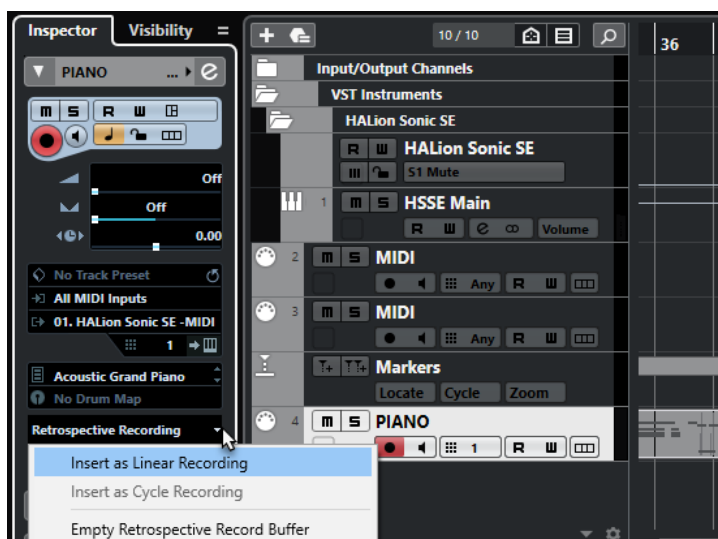 Inspector Visibility
PIANO ...
m S R W
Off
Off
0.00
No Track Preset
All MIDI Inputs
01. HALion Sonic SE -MIDI
1
Acoustic Grand Piano
No Drum Map
Retrospective Recording
Insert as Linear Recording
Insert as Cycle Recording
Empty Retrospective Record Buffer
10 / 10
Input/Output Channels
VST Instruments
HALion Sonic SE
R W HALion Sonic SE
S1 Mute
1 m S HSSE Main
R W e Volume
2 m S MIDI
Any R W
3 m S MIDI
Any R W
Markers
Locate Cycle Zoom
4 m S PIANO
1 R W
36